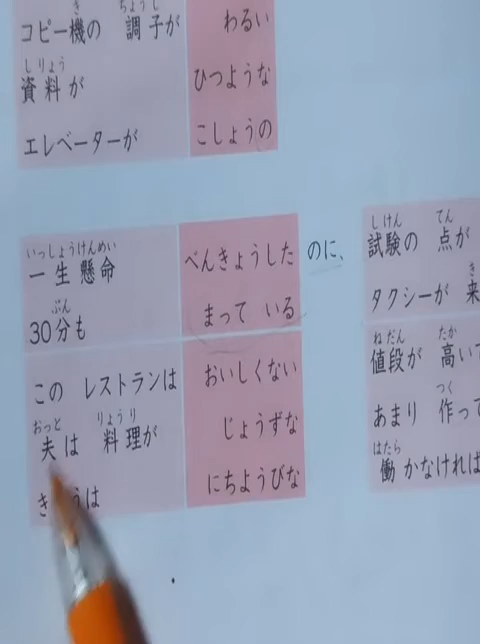 コピー機の 調子が わるい
資料が ひつような
エレベーターが こしょうの
一生懸命 べんきょうした のに、 試験の 点が
30分も まって いる タクシーが 来
この レストランは おいしくない 値段が 高い
夫は 料理が じょうずな あまり 作って
にちようびな 働かなければ